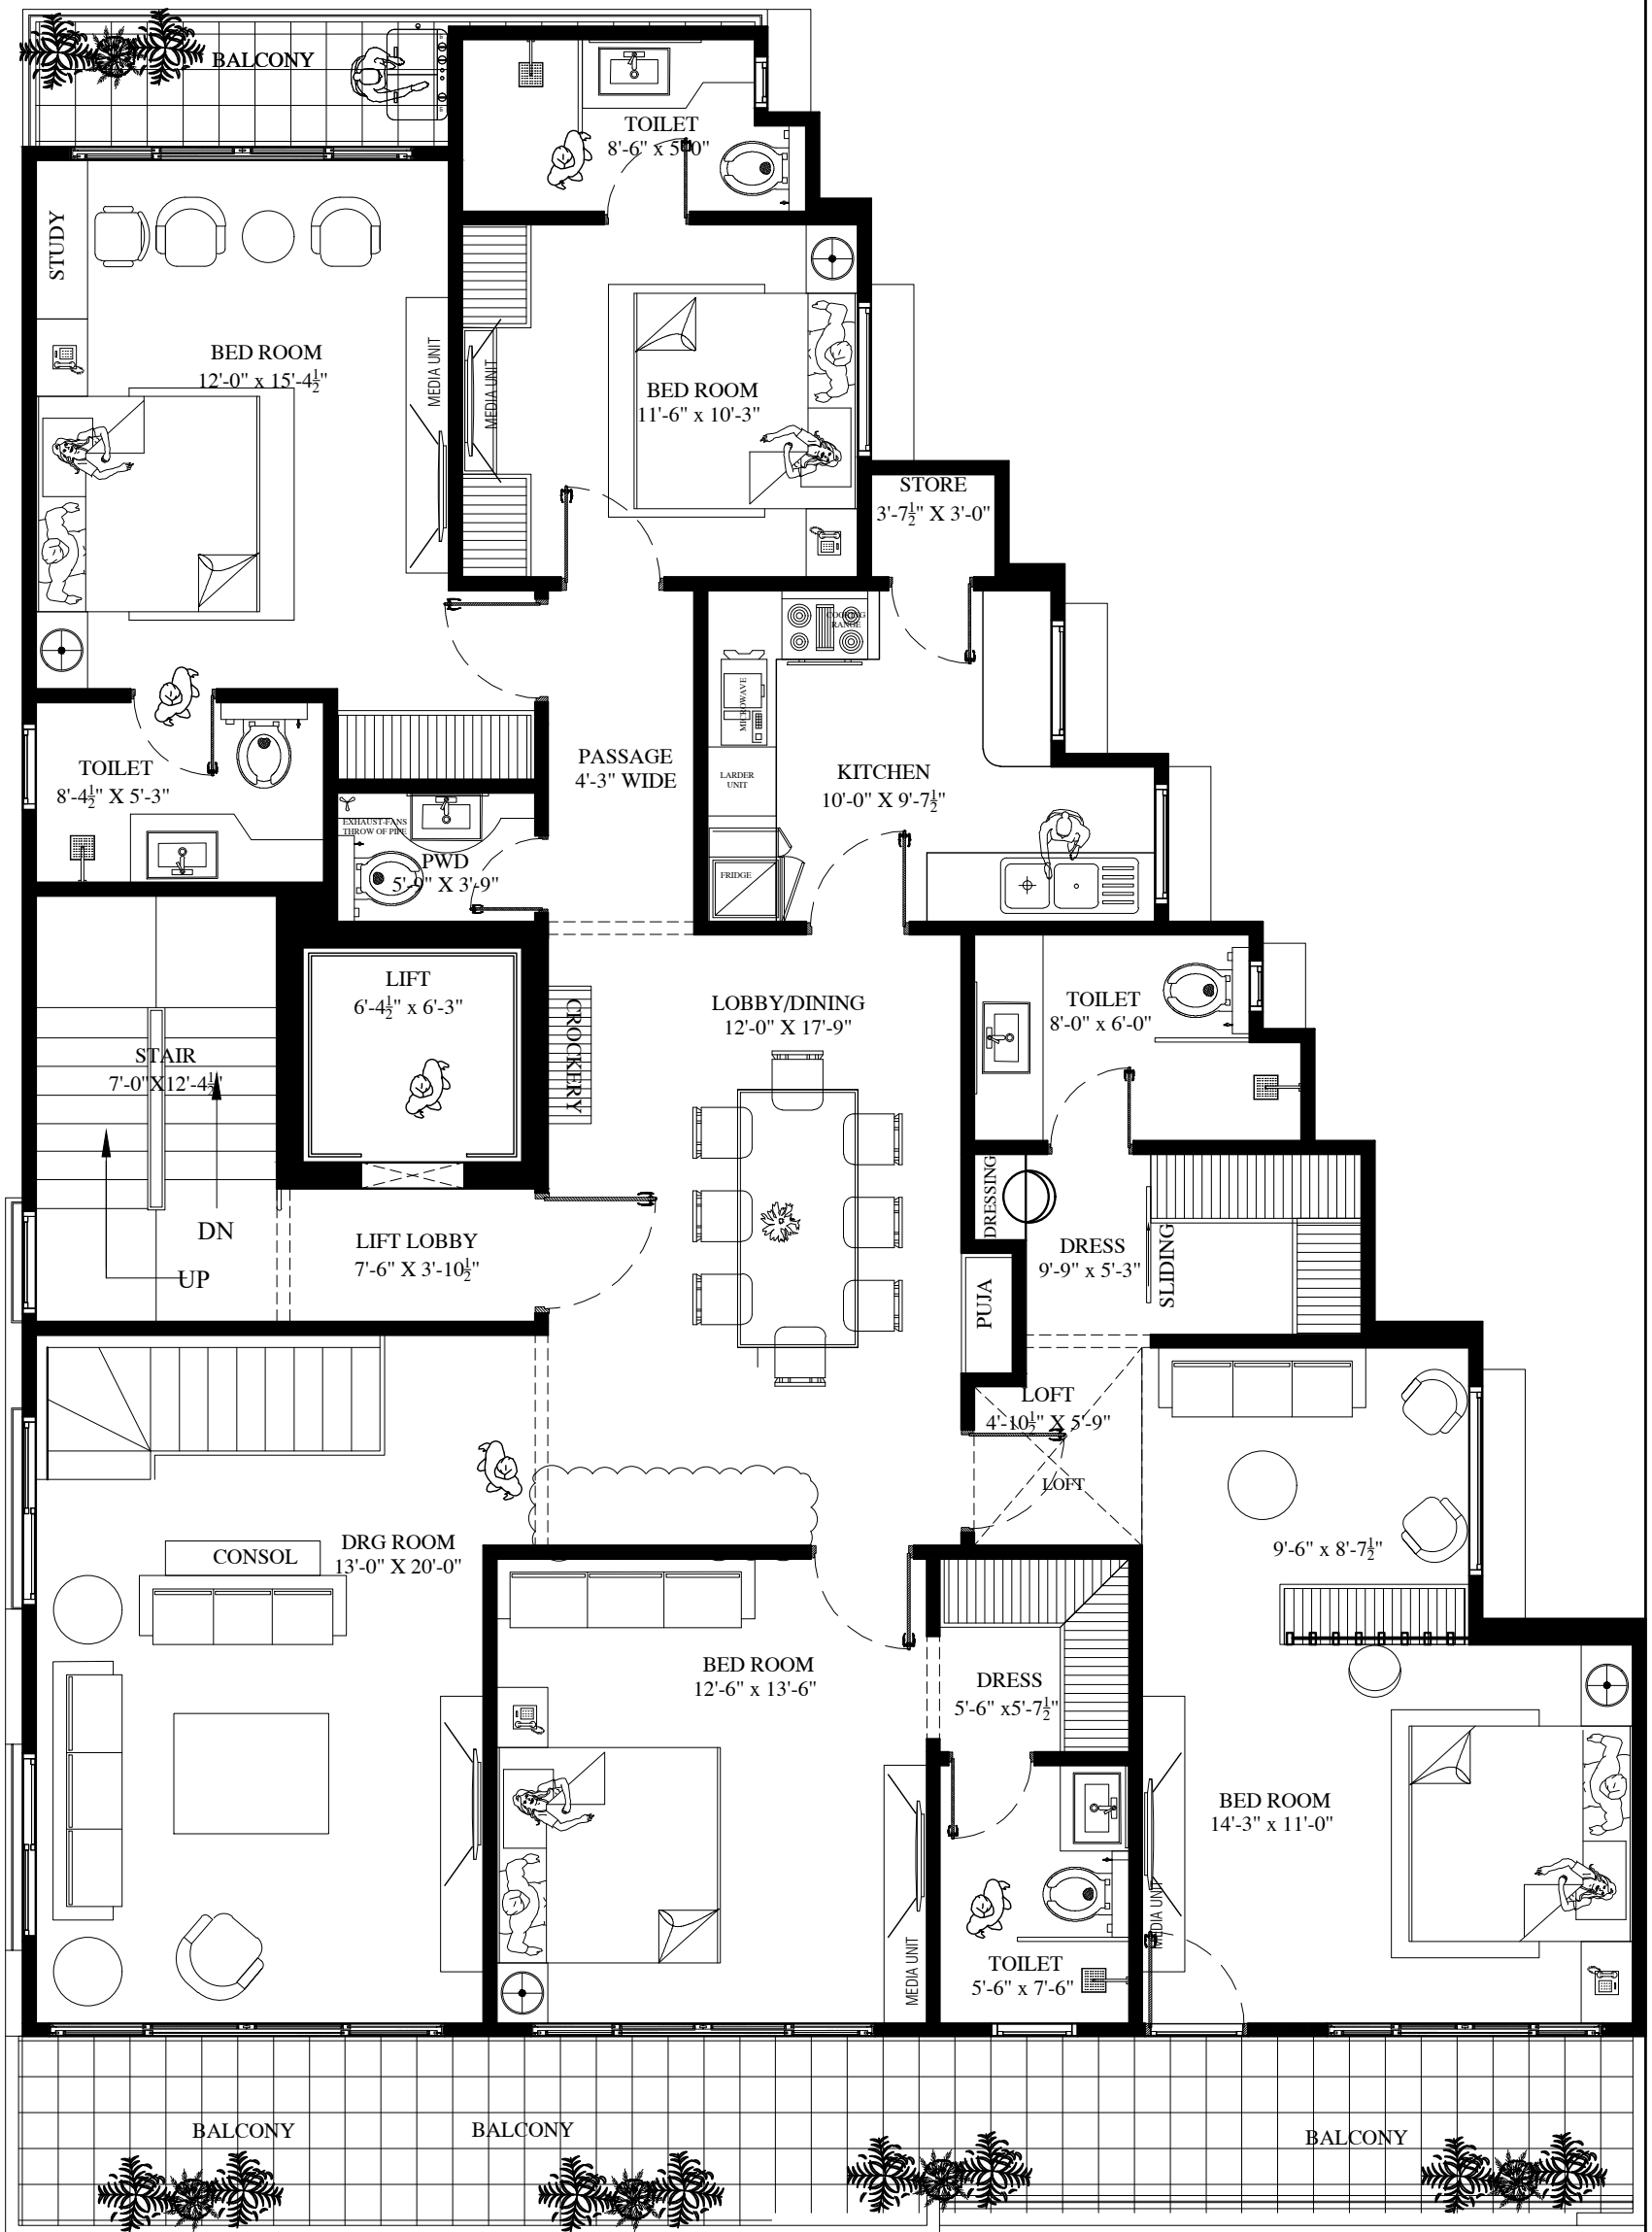 BALCONY
TOILET
8'-6" x 5'-0"
STUDY
BED ROOM
12'-0" x 15'-4½"
MEDIA UNIT
MEDIA UNIT
BED ROOM
11'-6" x 10'-3"
STORE
3'-7½" X 3'-0"
COOKING
RANGE
MICROWAVE
LARDER
UNIT
FRIDGE
KITCHEN
10'-0" X 9'-7½"
PASSAGE
4'-3" WIDE
TOILET
8'-4½" X 5'-3"
EXHAUST-FANS
THROW OF PIPE
PWD
5'-9" X 3'-9"
LIFT
6'-4½" x 6'-3"
CROCKERY
LOBBY/DINING
12'-0" X 17'-9"
TOILET
8'-0" x 6'-0"
STAIR
7'-0"X12'-4½"
DN
UP
LIFT LOBBY
7'-6" X 3'-10½"
DRESSING
DRESS
9'-9" x 5'-3"
SLIDING
PUJA
LOFT
4'-10½" X 5'-9"
LOFT
9'-6" x 8'-7½"
DRG ROOM
13'-0" X 20'-0"
CONSOL
BED ROOM
12'-6" x 13'-6"
DRESS
5'-6" x5'-7½"
MEDIA UNIT
TOILET
5'-6" x 7'-6"
MEDIA UNIT
BED ROOM
14'-3" x 11'-0"
BALCONY
BALCONY
BALCONY